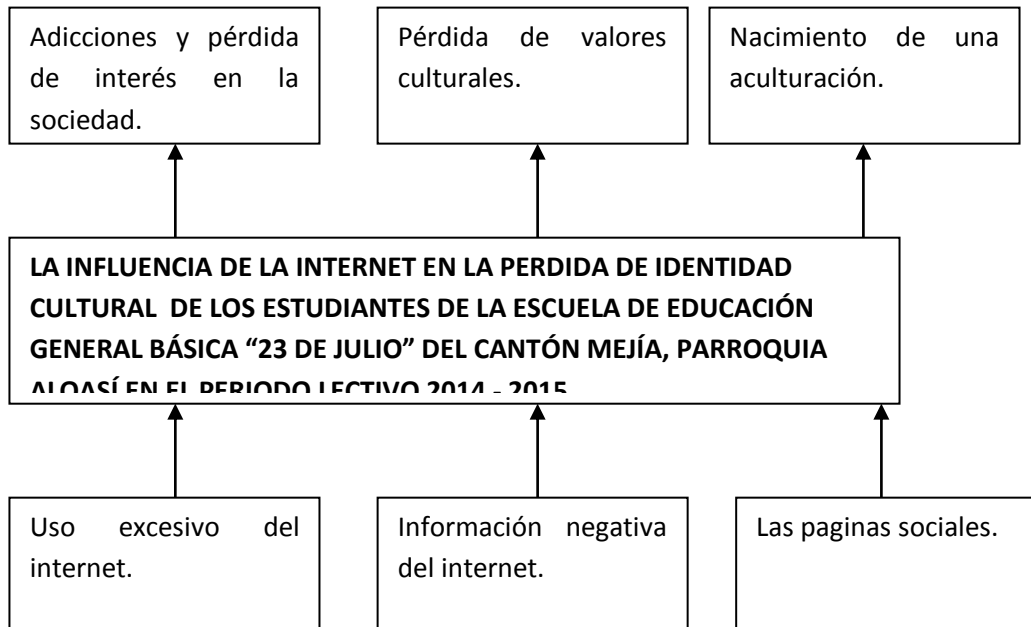 Adicciones y pérdida
de interés en la
sociedad.
Pérdida de valores
culturales.
Nacimiento de una
aculturación.
LA INFLUENCIA DE LA INTERNET EN LA PERDIDA DE IDENTIDAD
CULTURAL DE LOS ESTUDIANTES DE LA ESCUELA DE EDUCACIÓN
GENERAL BÁSICA “23 DE JULIO” DEL CANTÓN MEJÍA, PARROQUIA
ALOASÍ EN EL PERIODO LECTIVO 2014 - 2015
Uso excesivo del
internet.
Información negativa
del internet.
Las paginas sociales.